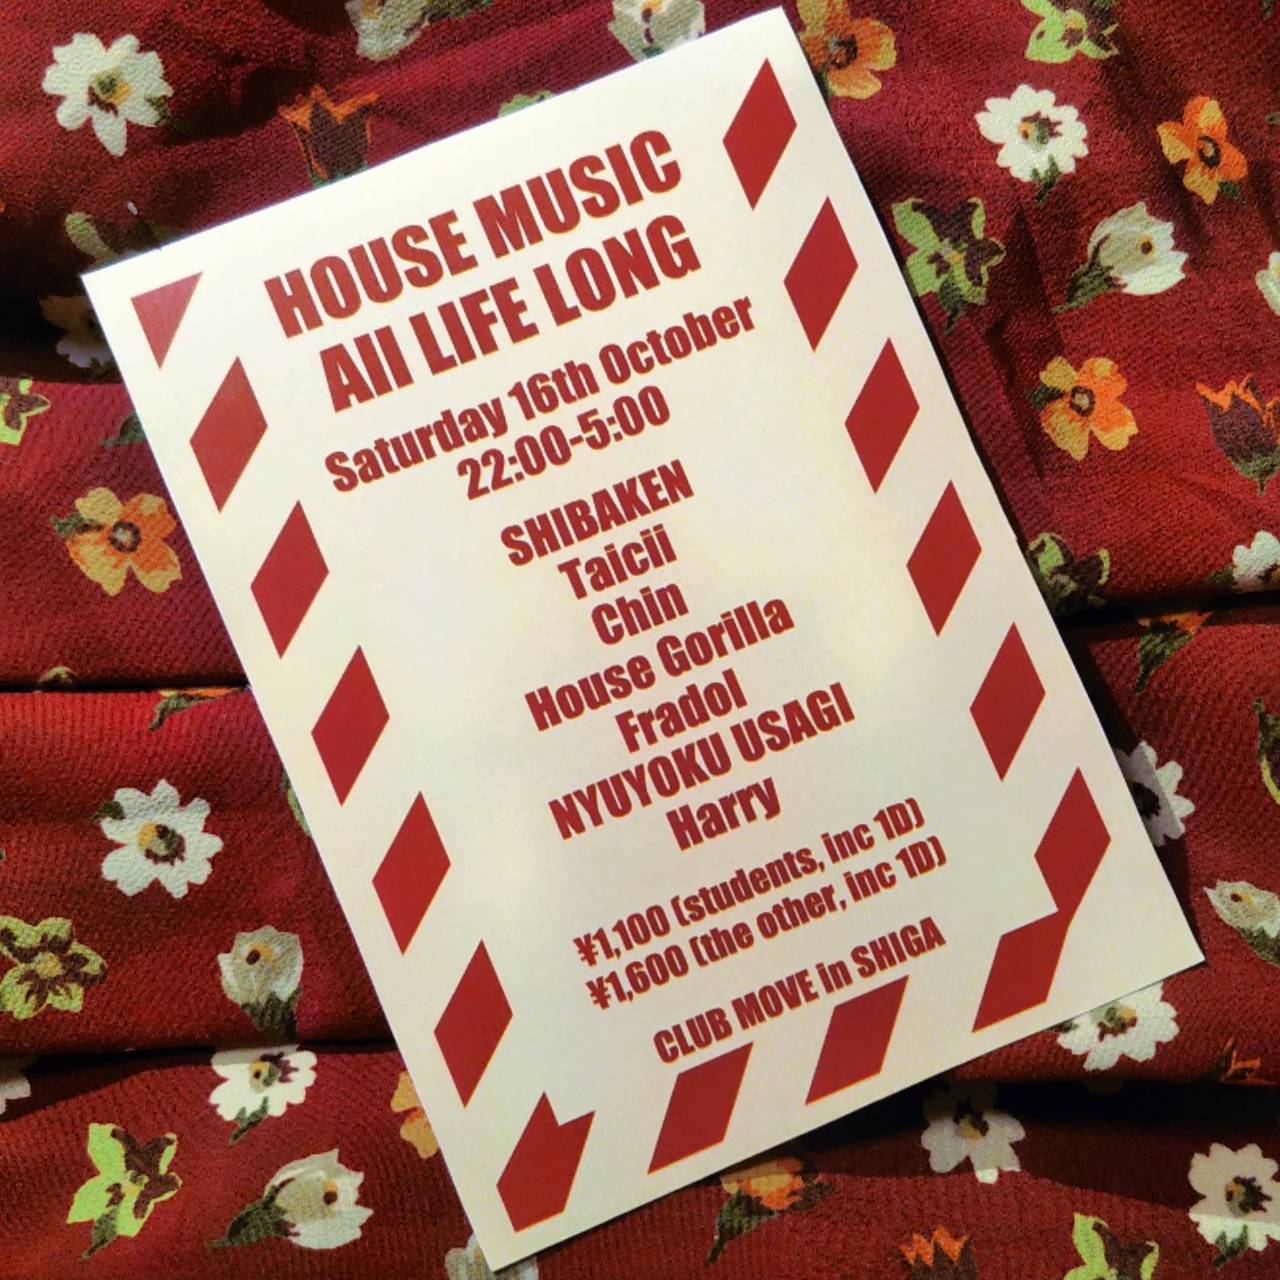 HOUSE MUSIC
All LIFE LONG
Saturday 16th October
22:00-5:00
SHIBAKEN
Taicii
Chin
House Gorilla
Fradol
NYUYOKU USAGI
Harry
¥1,100 (students, inc 1D)
¥1,600 (the other, inc 1D)
CLUB MOVE in SHIGA